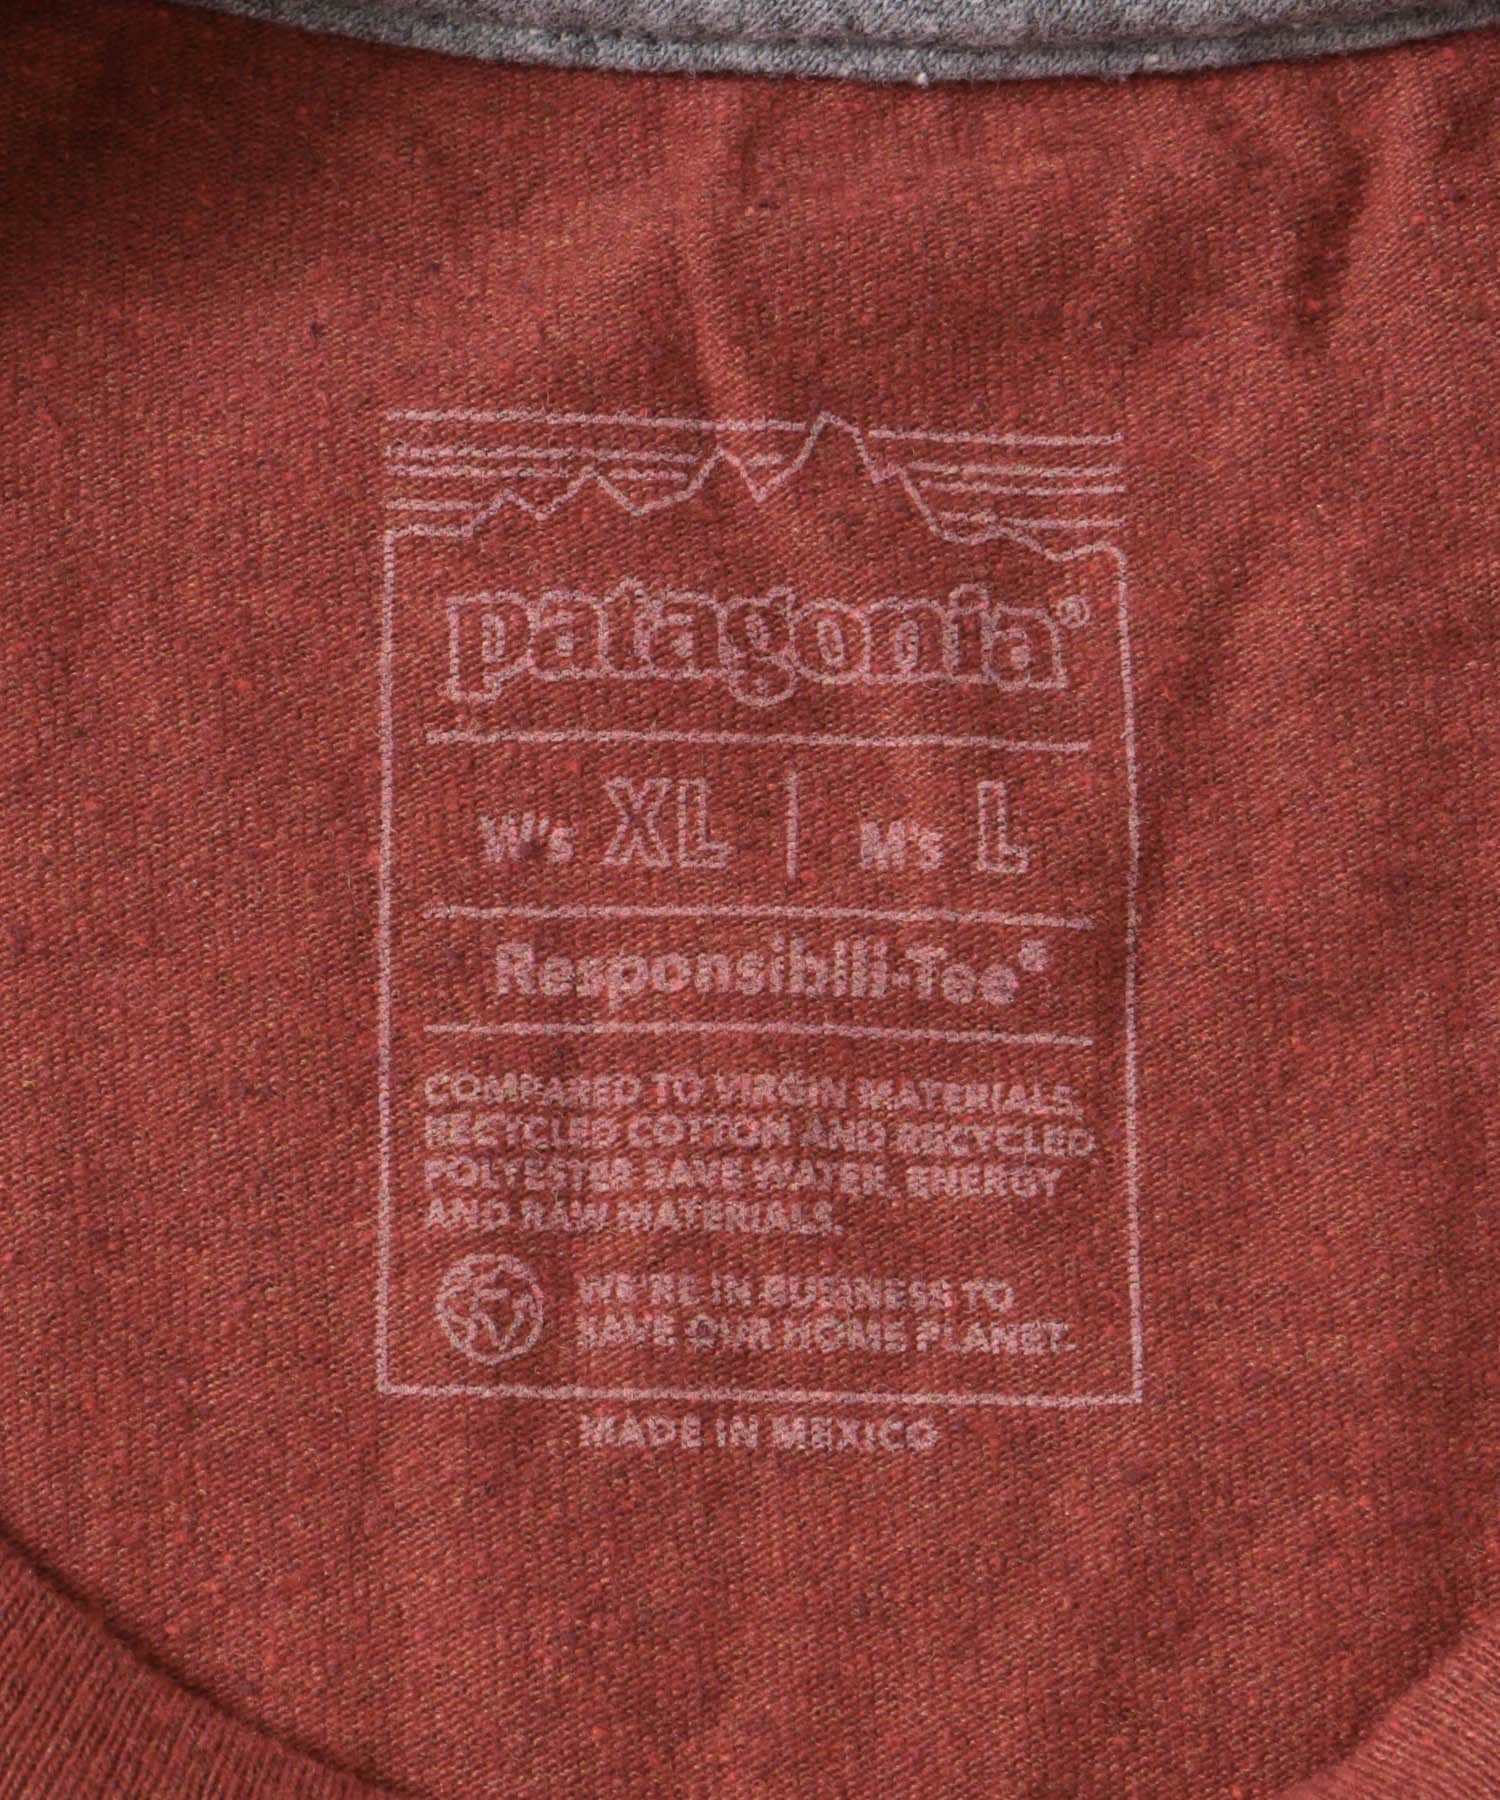 patagonia®
W's XL | M's L
Responsibili-Tee®
COMPARED TO VIRGIN MATERIALS,
RECYCLED COTTON AND RECYCLED
POLYESTER SAVE WATER, ENERGY
AND RAW MATERIALS.
WE'RE IN BUSINESS TO
SAVE OUR HOME PLANET.
MADE IN MEXICO